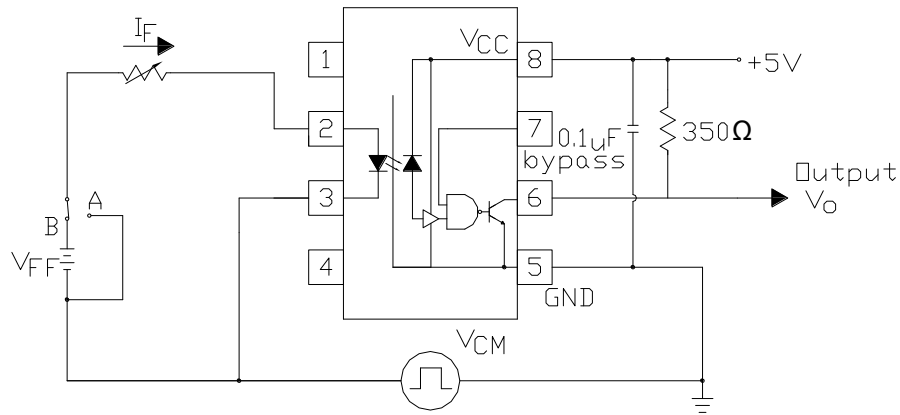 IF
VCC
1
8
+5V
2
7
0.1uF
bypass
350Ω
3
6
Output
Vo
B
A
VFF
4
5
GND
VCM